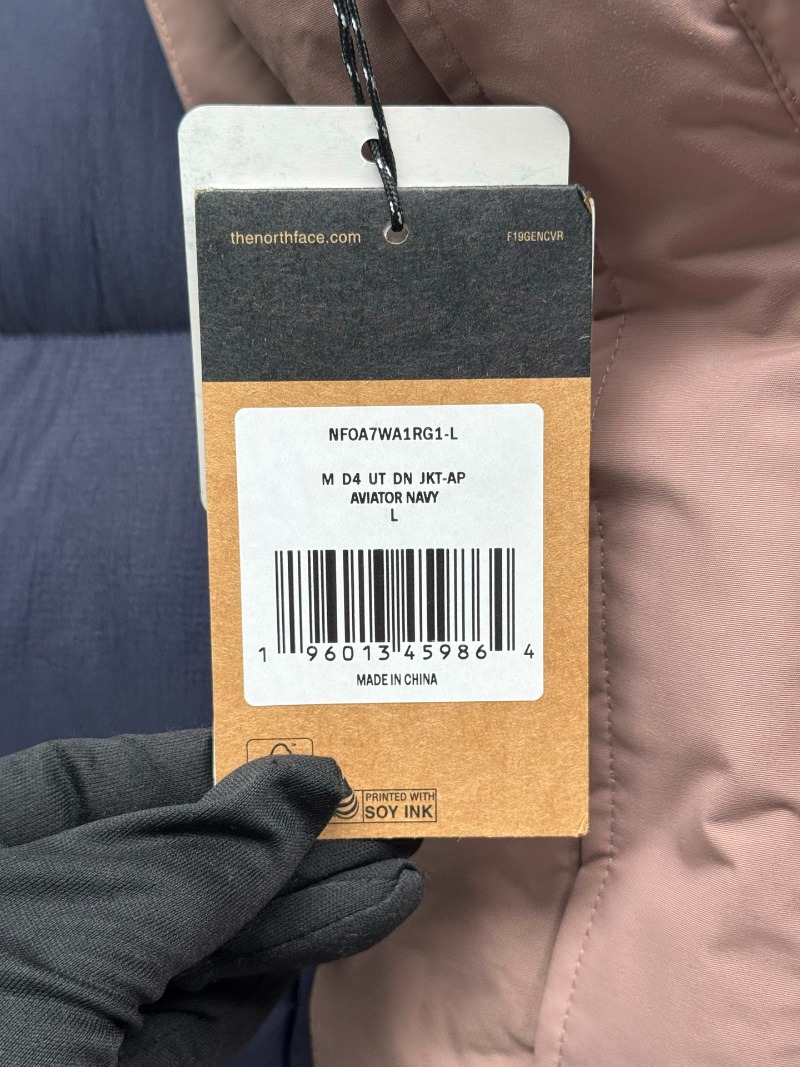 thenorthface.com
F19GENCVR
NF0A7WA1RG1-L
M D4 UT DN JKT-AP
AVIATOR NAVY
L
1 96013 45986 4
MADE IN CHINA
PRINTED WITH
SOY INK